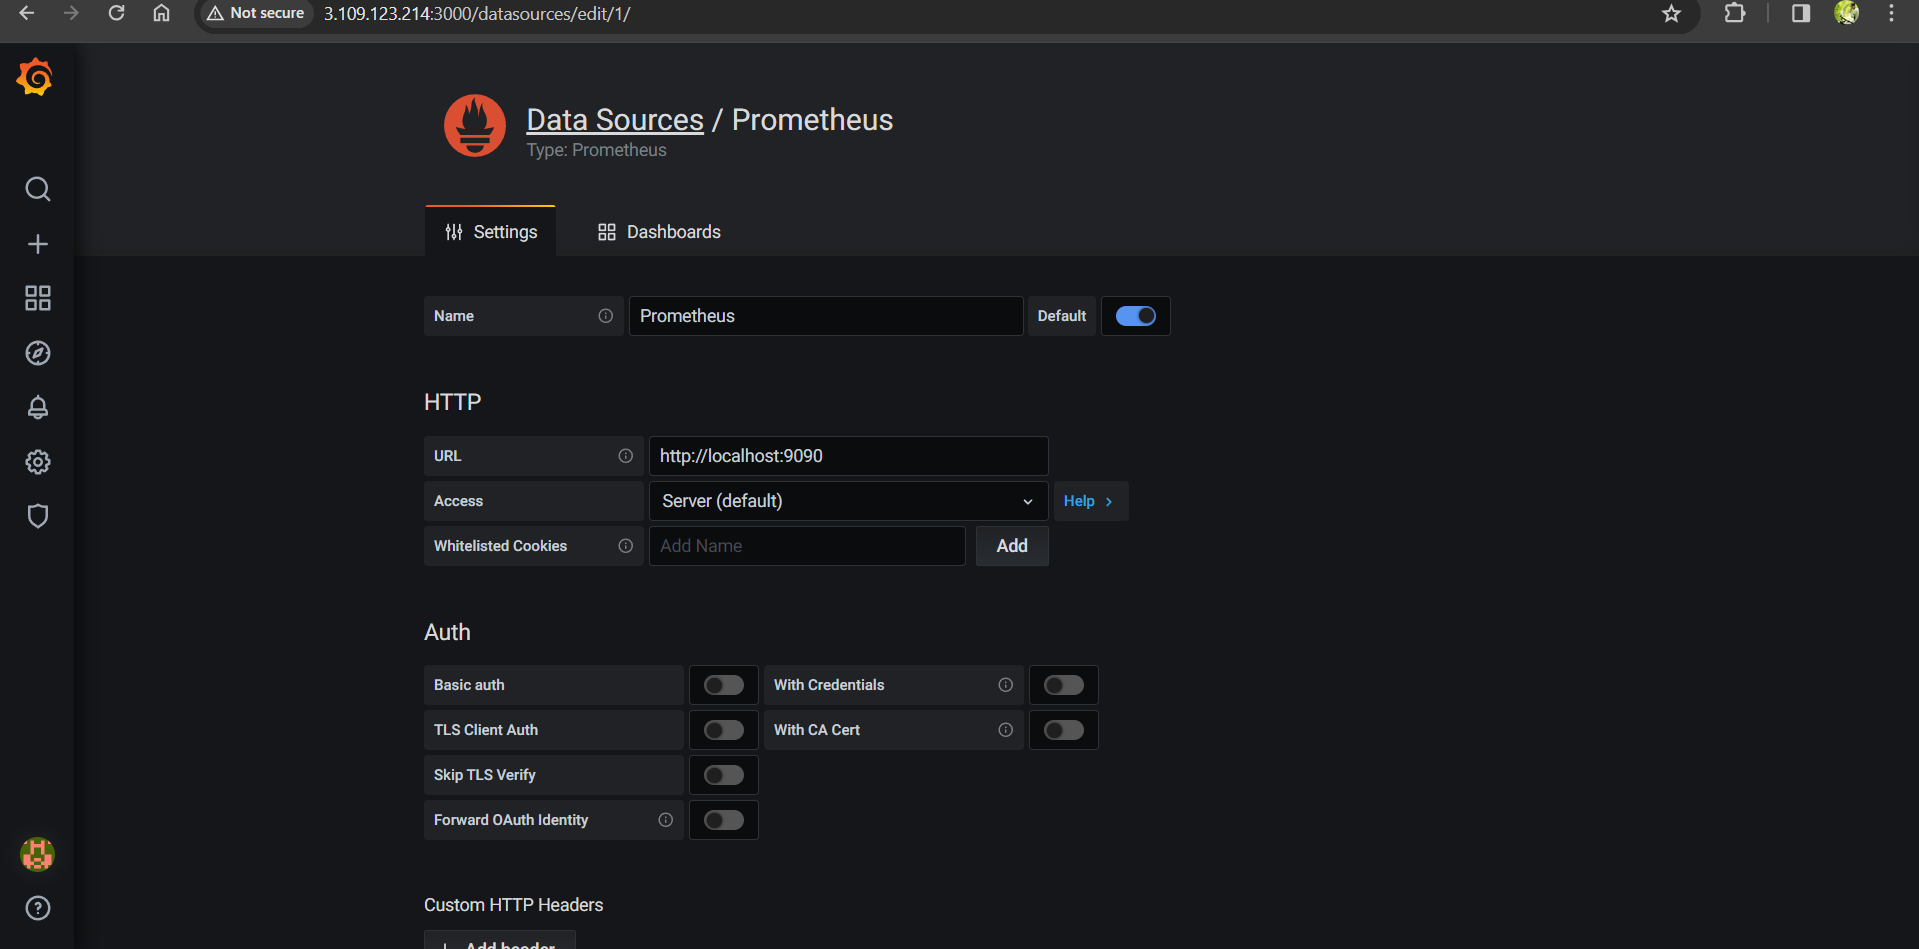 Not secure 3.109.123.214:3000/datasources/edit/1/
Data Sources / Prometheus
Type: Prometheus
Settings Dashboards
Name Prometheus Default
HTTP
URL http://localhost:9090
Access Server (default) Help >
Whitelisted Cookies Add Name Add
Auth
Basic auth With Credentials
TLS Client Auth With CA Cert
Skip TLS Verify
Forward OAuth Identity
Custom HTTP Headers
Add header